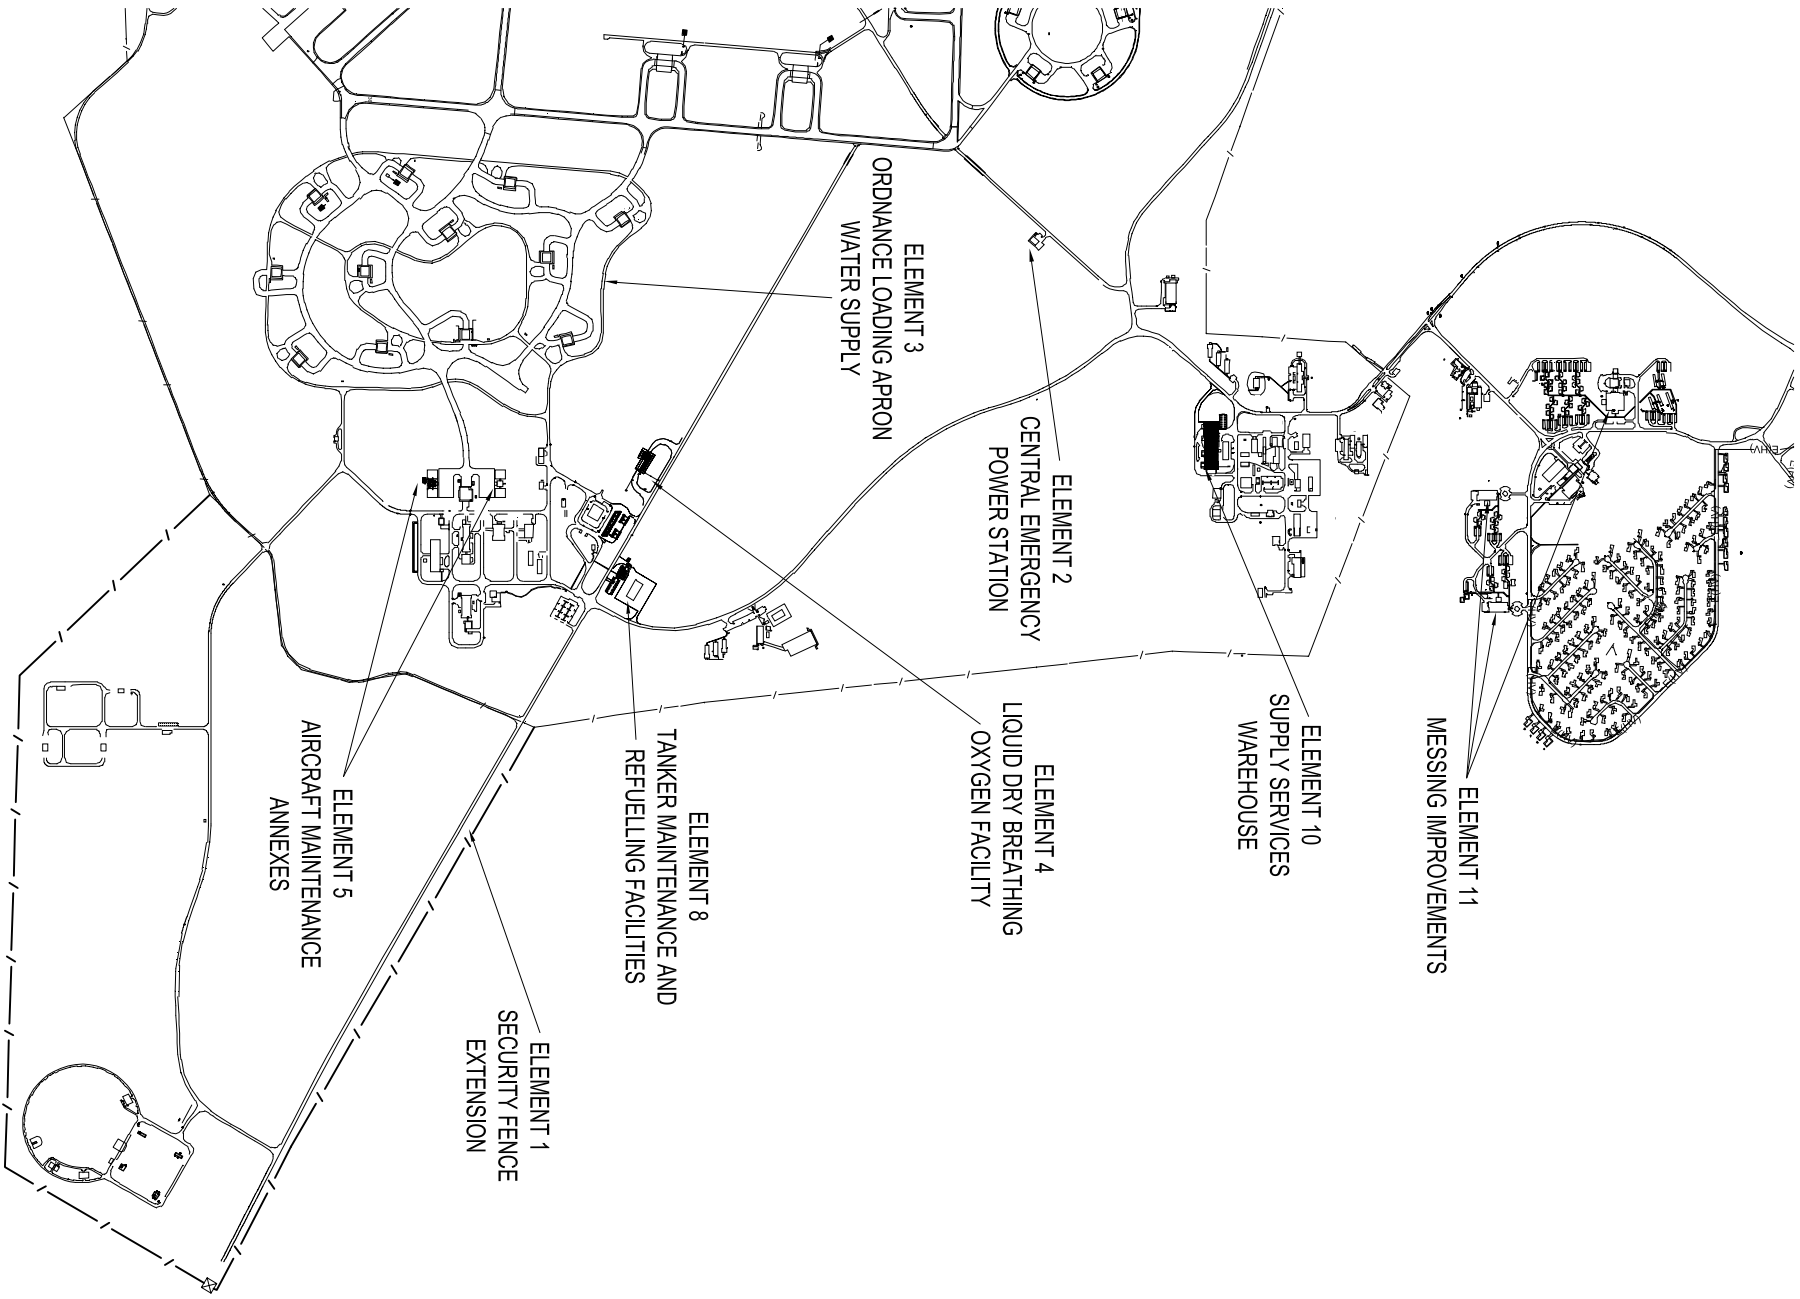 ELEMENT 11
MESSING IMPROVEMENTS
ELEMENT 10
SUPPLY SERVICES
WAREHOUSE
ELEMENT 2
CENTRAL EMERGENCY
POWER STATION
ELEMENT 4
LIQUID DRY BREATHING
OXYGEN FACILITY
ELEMENT 3
ORDNANCE LOADING APRON
WATER SUPPLY
ELEMENT 8
TANKER MAINTENANCE AND
REFUELLING FACILITIES
ELEMENT 1
SECURITY FENCE
EXTENSION
ELEMENT 5
AIRCRAFT MAINTENANCE
ANNEXES